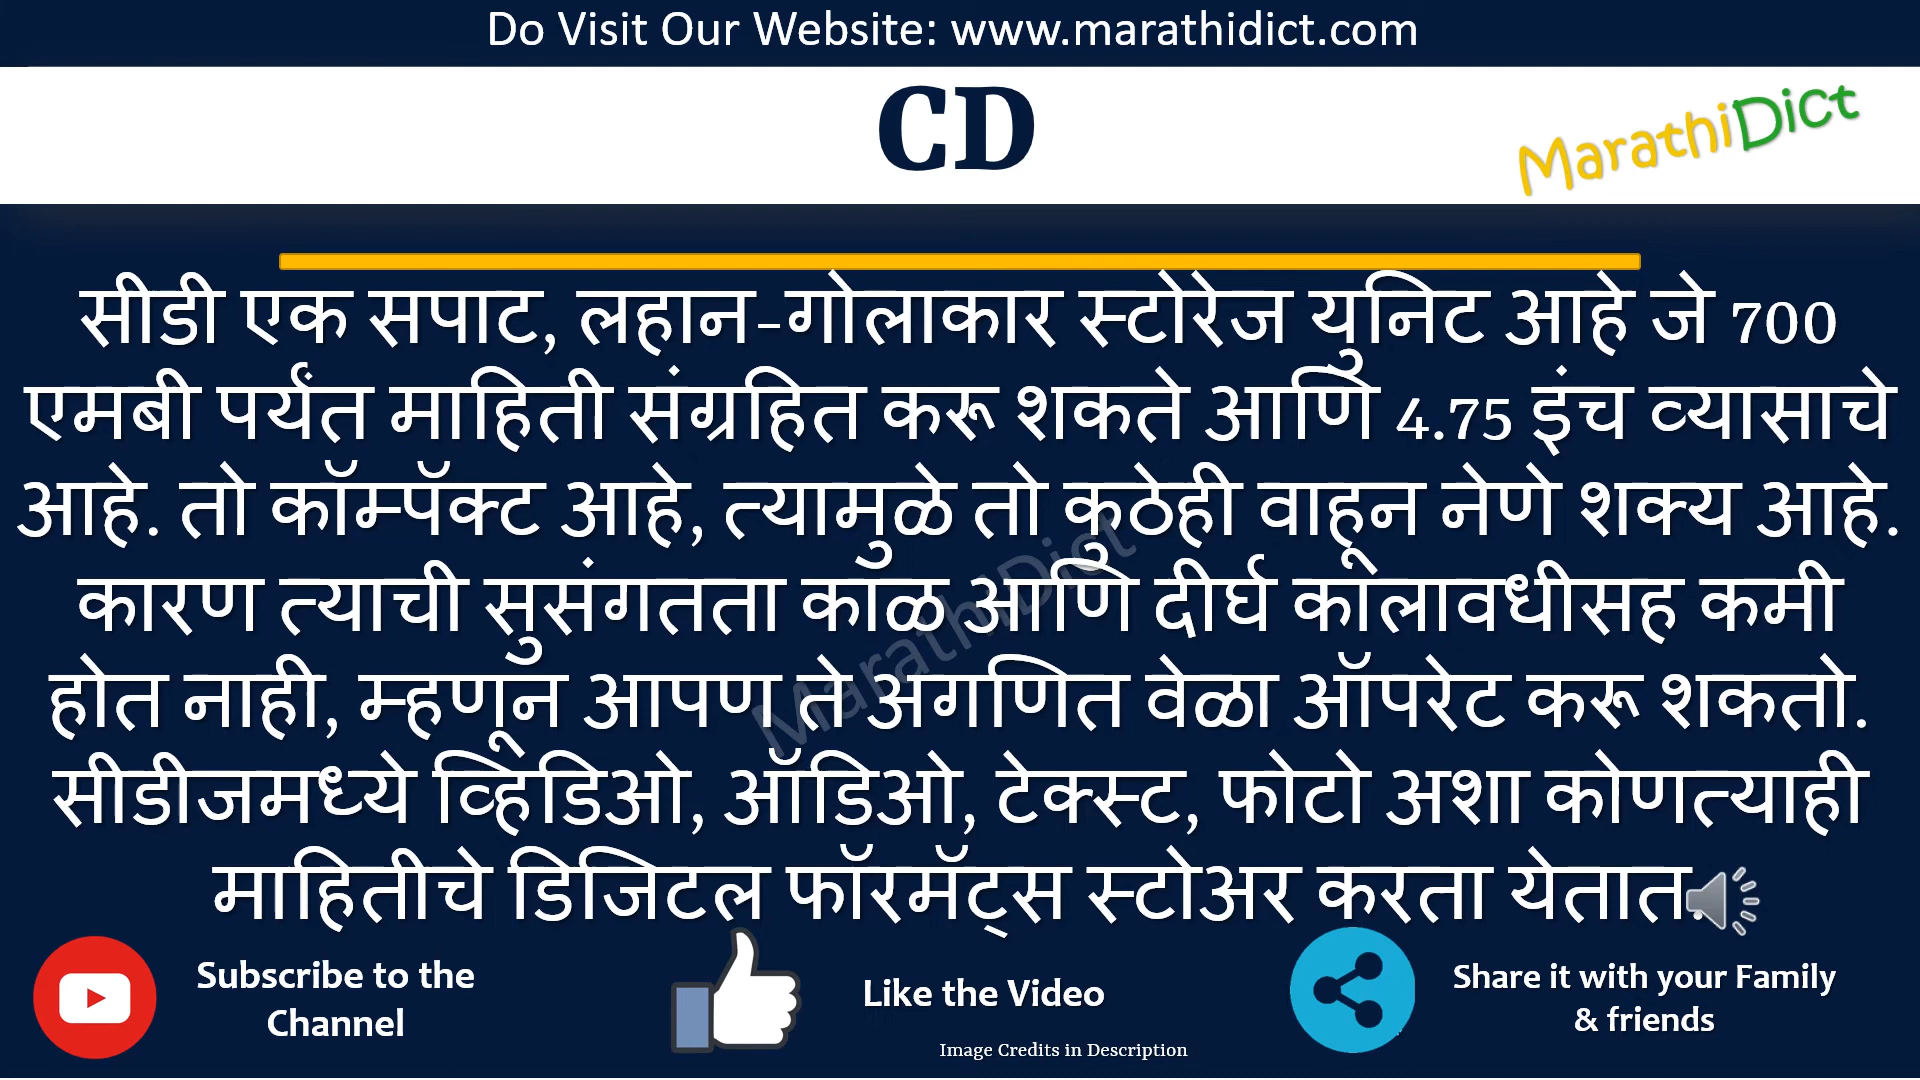 Do Visit Our Website: www.marathidict.com
CD
MarathiDict
सीडी एक सपाट, लहान-गोलाकार स्टोरेज युनिट आहे जे 700
एमबी पर्यंत माहिती संग्रहित करू शकते आणि 4.75 इंच व्यासाचे
आहे. तो कॉम्पॅक्ट आहे, त्यामुळे तो कुठेही वाहून नेणे शक्य आहे.
कारण त्याची सुसंगतता काळ आणि दीर्घ कालावधीसह कमी
होत नाही, म्हणून आपण ते अगणित वेळा ऑपरेट करू शकतो.
सीडीजमध्ये व्हिडिओ, ऑडिओ, टेक्स्ट, फोटो अशा कोणत्याही
माहितीचे डिजिटल फॉरमॅट्स स्टोअर करता येतात.
MarathiDict
Subscribe to the
Channel
Like the Video
Share it with your Family
& friends
Image Credits in Description